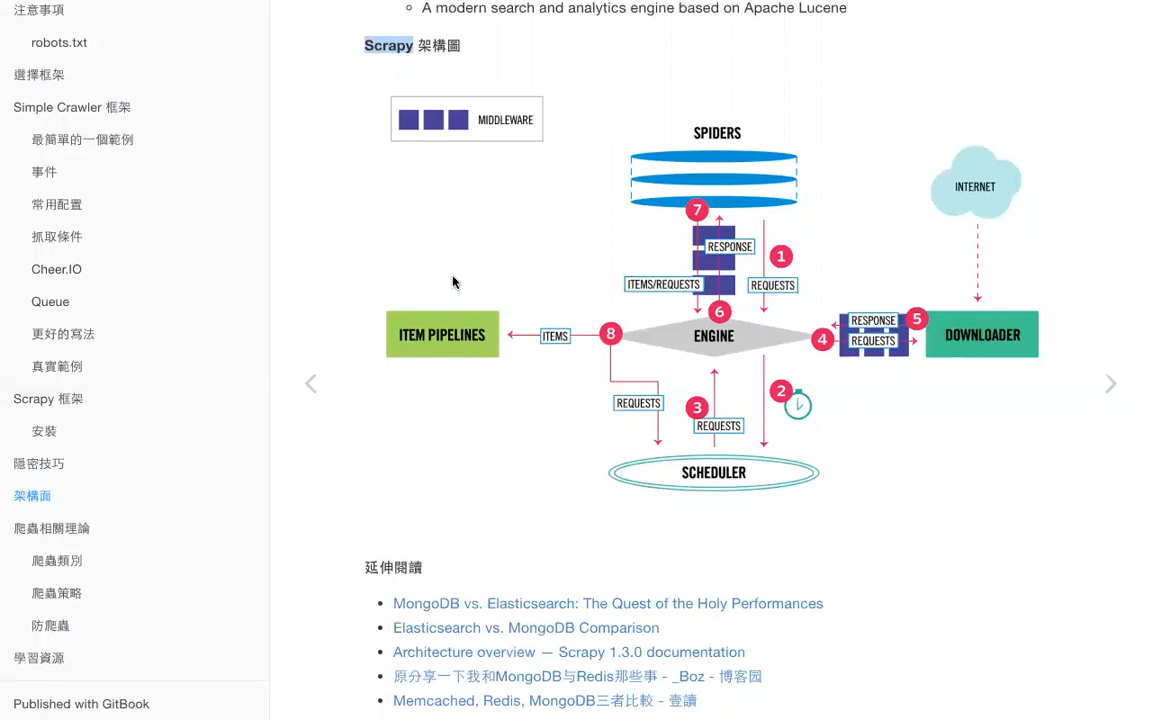 注意事項
robots.txt
選擇框架
Simple Crawler 框架
最簡單的一個範例
事件
常用配置
抓取條件
Cheer.IO
Queue
更好的寫法
真實範例
Scrapy 框架
安裝
隱密技巧
架構面
爬蟲相關理論
爬蟲類別
爬蟲策略
防爬蟲
學習資源
Published with GitBook
A modern search and analytics engine based on Apache Lucene
Scrapy 架構圖
MIDDLEWARE
SPIDERS
INTERNET
7
RESPONSE
1
ITEMS/REQUESTS
REQUESTS
6
RESPONSE
5
ITEM PIPELINES
ITEMS
8
ENGINE
4
REQUESTS
DOWNLOADER
2
REQUESTS
3
REQUESTS
SCHEDULER
延伸閱讀
MongoDB vs. Elasticsearch: The Quest of the Holy Performances
Elasticsearch vs. MongoDB Comparison
Architecture overview — Scrapy 1.3.0 documentation
原分享一下我和MongoDB与Redis那些事 - _Boz - 博客园
Memcached, Redis, MongoDB三者比較 - 壹讀